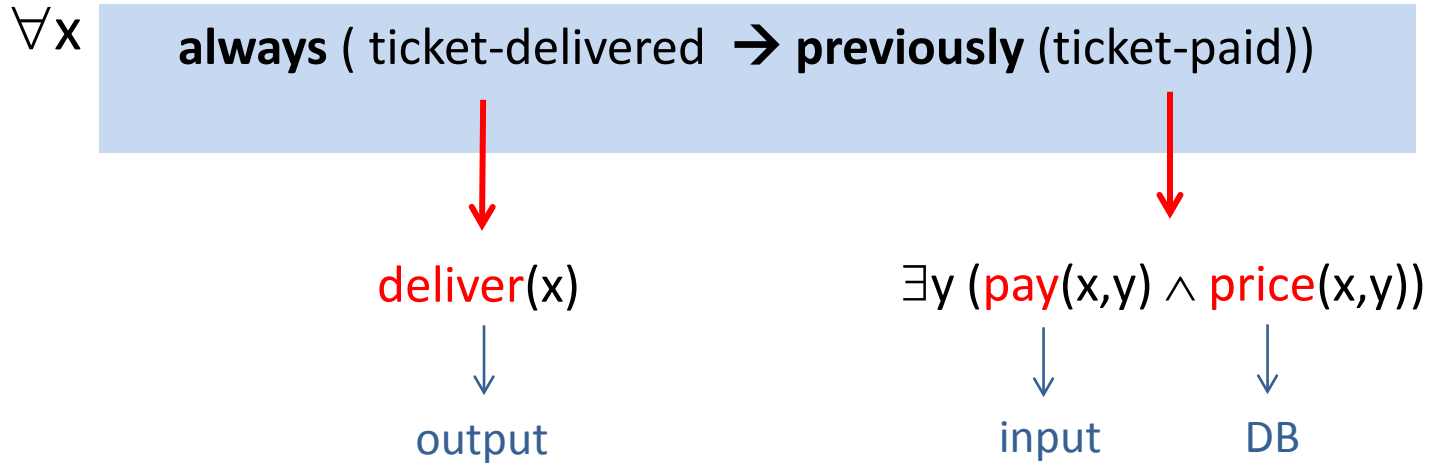 ∀x always ( ticket-delivered → previously (ticket-paid))
deliver(x) ∃y (pay(x,y) ∧ price(x,y))
output input DB